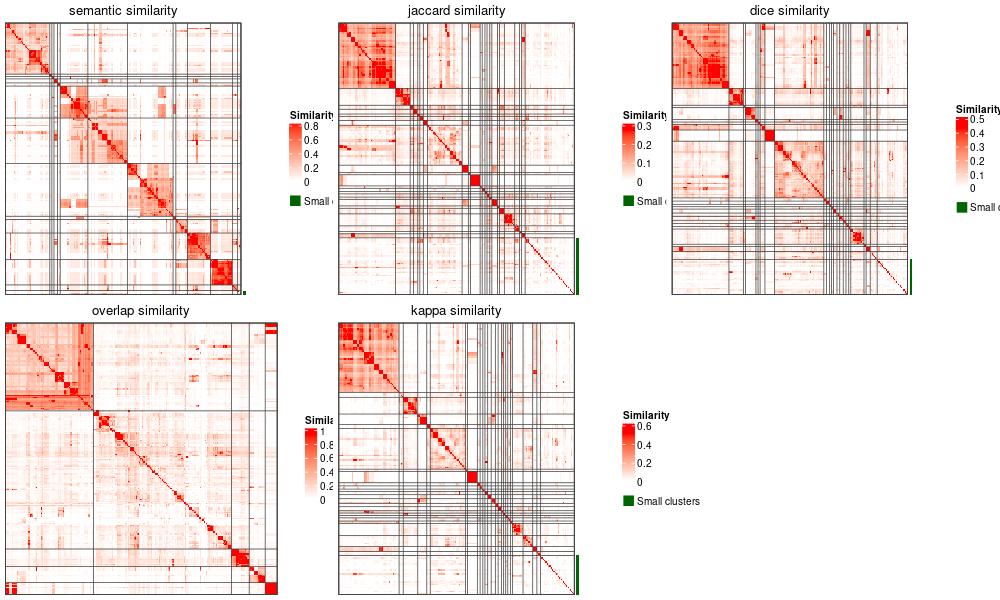 semantic similarity
Similarity
0.8
0.6
0.4
0.2
0
Small
jaccard similarity
Similarity
0.3
0.2
0.1
0
Small
dice similarity
Similarity
0.5
0.4
0.3
0.2
0.1
0
Small c
overlap similarity
Simila
1
0.8
0.6
0.4
0.2
0
kappa similarity
Similarity
0.6
0.4
0.2
0
Small clusters